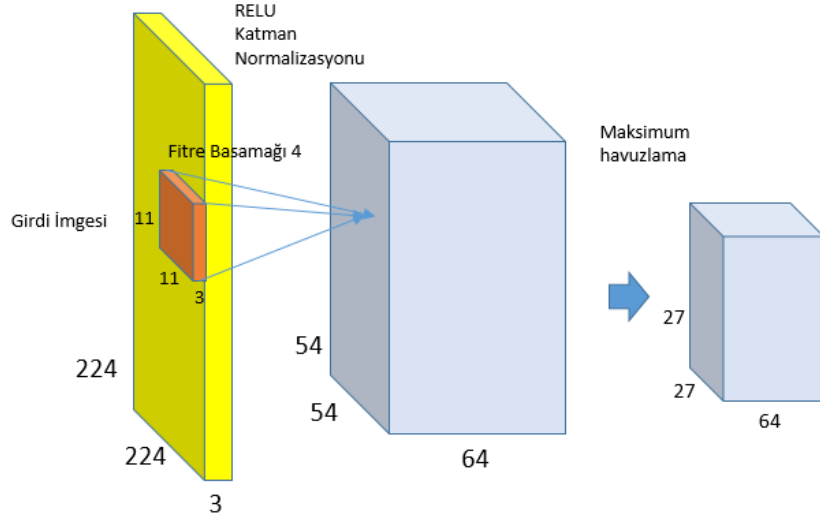 RELU
Katman
Normalizasyonu
Fitre Basamağı 4
Girdi İmgesi
11
11
3
224
224
3
54
54
64
Maksimum
havuzlama
27
27
64